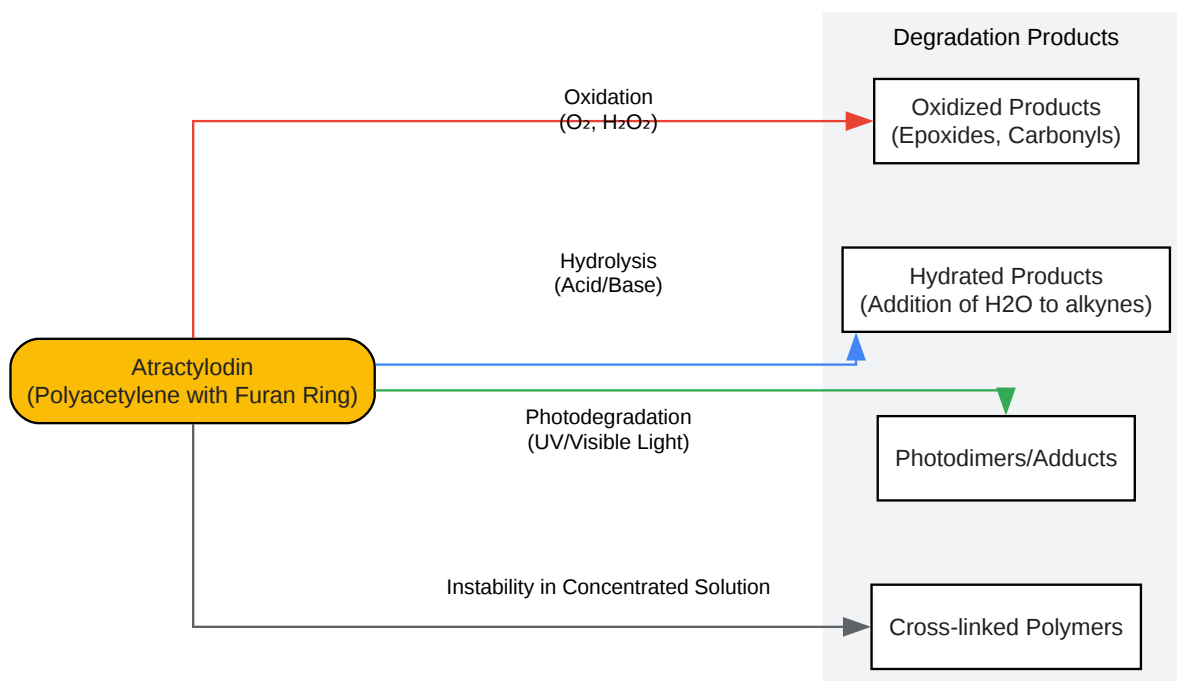 Degradation Products
Oxidation
(O₂, H₂O₂)
Oxidized Products
(Epoxides, Carbonyls)
Hydrolysis
(Acid/Base)
Hydrated Products
(Addition of H2O to alkynes)
Atractylodin
(Polyacetylene with Furan Ring)
Photodegradation
(UV/Visible Light)
Photodimers/Adducts
Instability in Concentrated Solution
Cross-linked Polymers